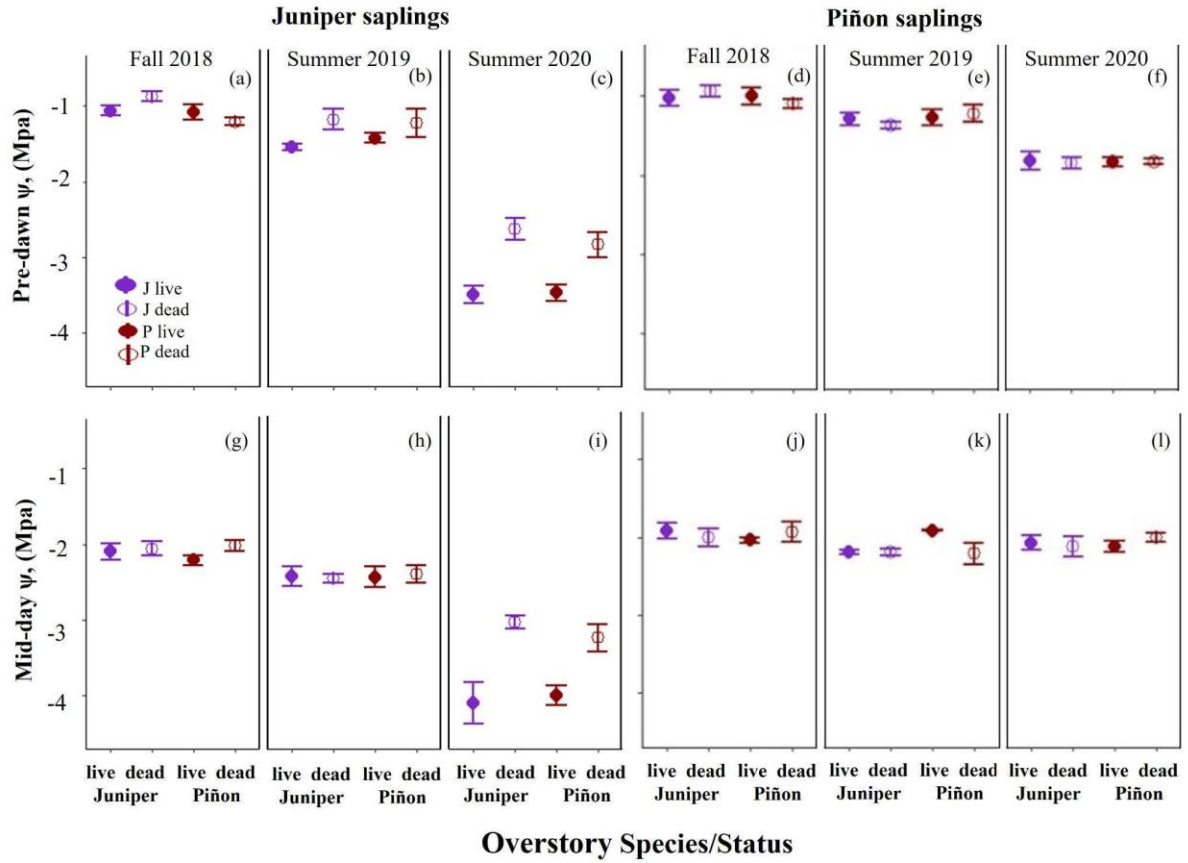 Juniper saplings Piñon saplings
Fall 2018 Summer 2019 Summer 2020 Fall 2018 Summer 2019 Summer 2020
(a) (b) (c) (d) (e) (f)
Pre-dawn ψ, (Mpa)
-1
-2
-3
-4
J live
J dead
P live
P dead
(g) (h) (i) (j) (k) (l)
Mid-day ψ, (Mpa)
-1
-2
-3
-4
live dead live dead live dead live dead live dead live dead live dead live dead live dead live dead live dead live dead
Juniper Piñon Juniper Piñon Juniper Piñon Juniper Piñon Juniper Piñon Juniper Piñon
Overstory Species/Status